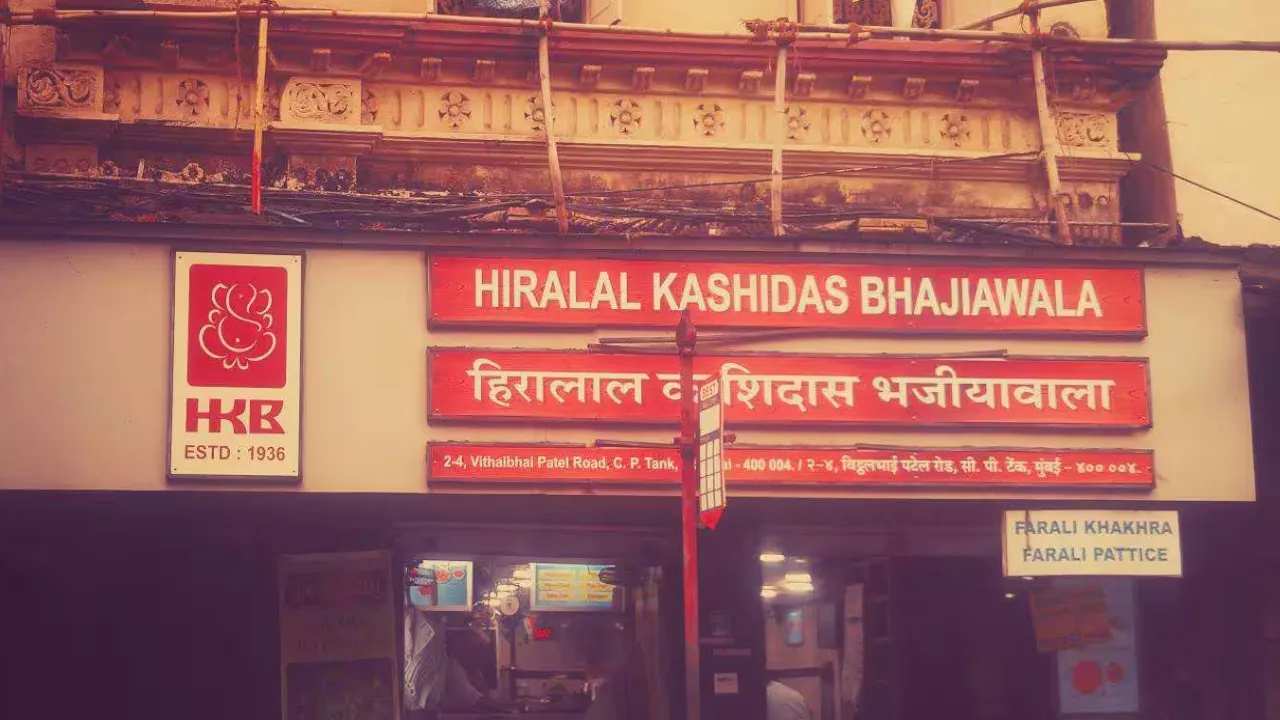 HIRALAL KASHIDAS BHAJIAWALA
हिरालाल काशिदास भजीयावाला
HKB
ESTD : 1936
2-4, Vithalbhai Patel Road, C. P. Tank, - 400 004. / २-४, विठ्ठलभाई पटेल रोड, सी. पी. टँक, मुंबई - ४०० ००४.
BEST
FARALI KHAKHRA
FARALI PATTICE